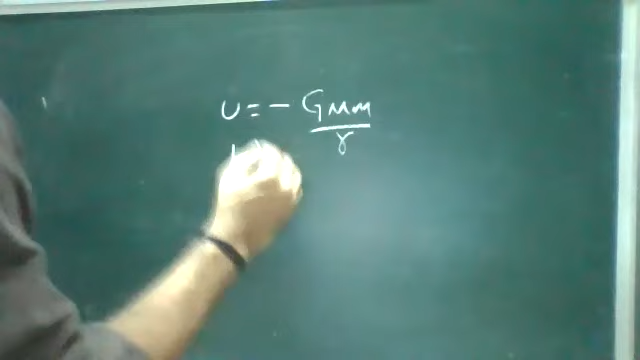 U = - GMm/r